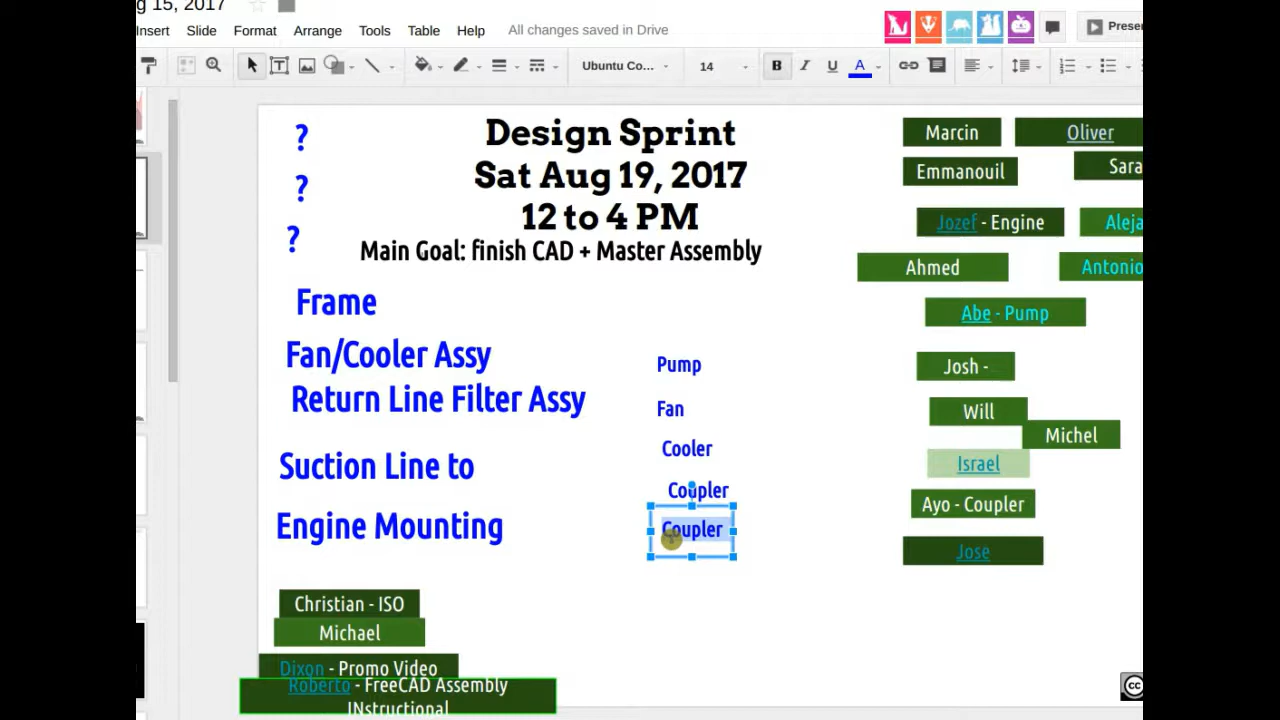 g 15, 2017
Insert Slide Format Arrange Tools Table Help All changes saved in Drive
Ubuntu Co... 14 B I U A
?
?
?
Design Sprint
Sat Aug 19, 2017
12 to 4 PM
Main Goal: finish CAD + Master Assembly
Frame
Fan/Cooler Assy
Return Line Filter Assy
Suction Line to
Engine Mounting
Pump
Fan
Cooler
Coupler
Coupler
Marcin
Oliver
Emmanouil
Sara
Jozef - Engine
Aleja
Ahmed
Antonio
Abe - Pump
Josh -
Will
Michel
Israel
Ayo - Coupler
Jose
Christian - ISO
Michael
Dixon - Promo Video
Roberto - FreeCAD Assembly
INstructional
cc